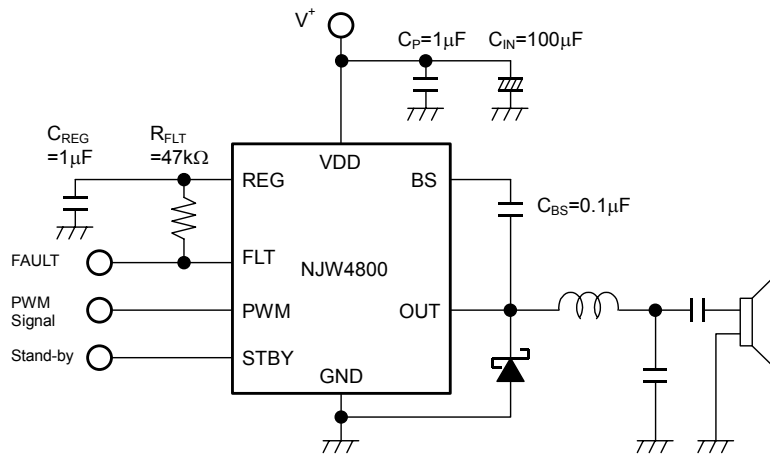 V+
CP=1μF
CIN=100μF
CREG
=1μF
RFLT
=47kΩ
VDD
REG
BS
CBS=0.1μF
FAULT
FLT
NJW4800
PWM
Signal
PWM
OUT
Stand-by
STBY
GND